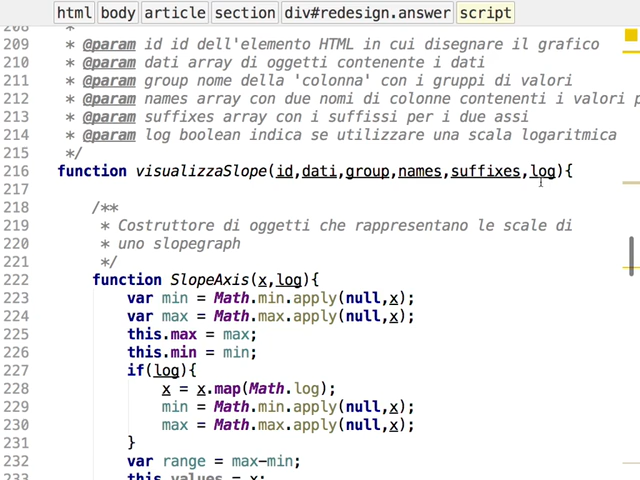 html body article section div#redesign.answer script
208 *
209 * @param id id dell'elemento HTML in cui disegnare il grafico
210 * @param dati array di oggetti contenente i dati
211 * @param group nome della 'colonna' con i gruppi di valori
212 * @param names array con due nomi di colonne contenenti i valori p
213 * @param suffixes array con i suffissi per i due assi
214 * @param log boolean indica se utilizzare una scala logaritmica
215 */
216 function visualizzaSlope(id,dati,group,names,suffixes,log){
217
218 /**
219 * Costruttore di oggetti che rappresentano le scale di
220 * uno slopegraph
221 */
222 function SlopeAxis(x,log){
223 var min = Math.min.apply(null,x);
224 var max = Math.max.apply(null,x);
225 this.max = max;
226 this.min = min;
227 if(log){
228 x = x.map(Math.log);
229 min = Math.min.apply(null,x);
230 max = Math.max.apply(null,x);
231 }
232 var range = max-min;
233 this.values = x;